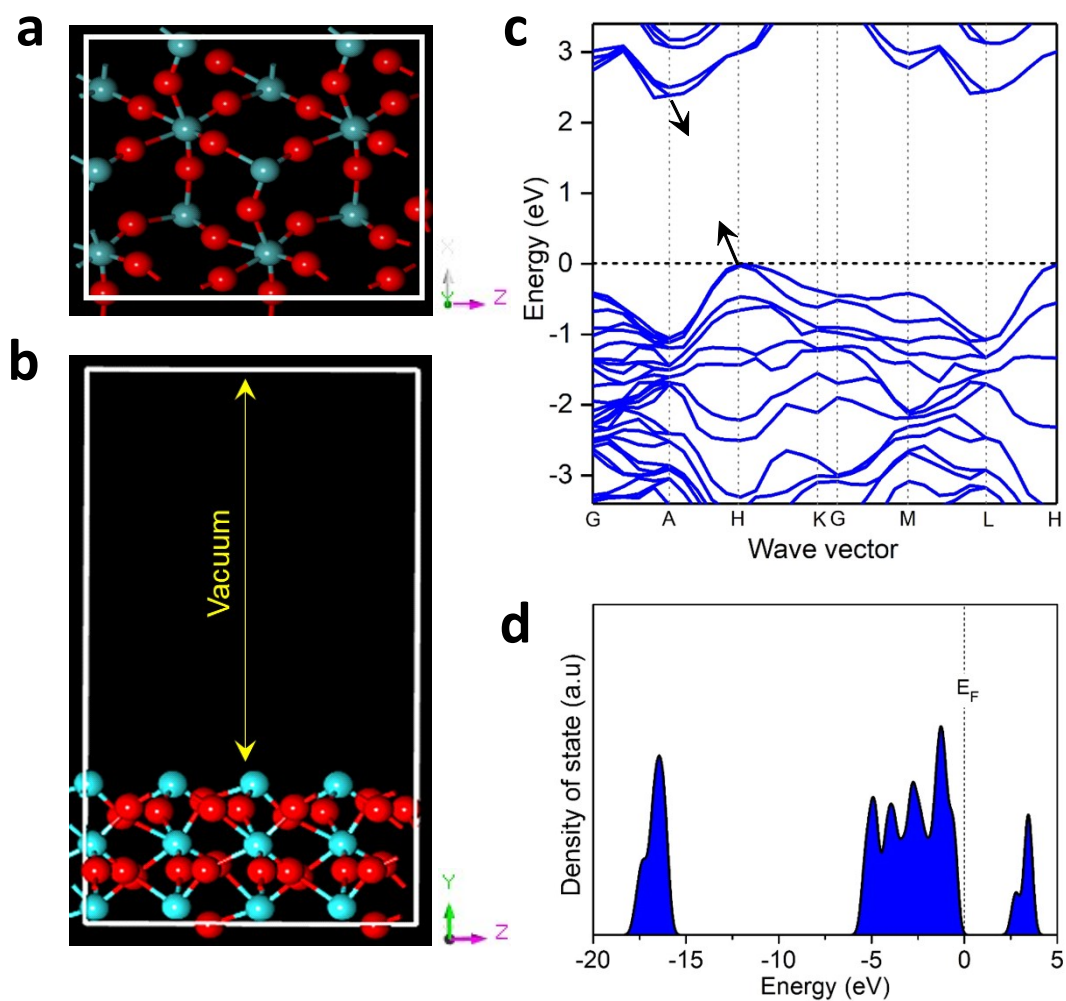 a
X
Y
Z
b
Vacuum
Y
Z
c
Energy (eV)
3
2
1
0
-1
-2
-3
G A H K G M L H
Wave vector
d
Density of state (a.u)
E_F
-20 -15 -10 -5 0 5
Energy (eV)